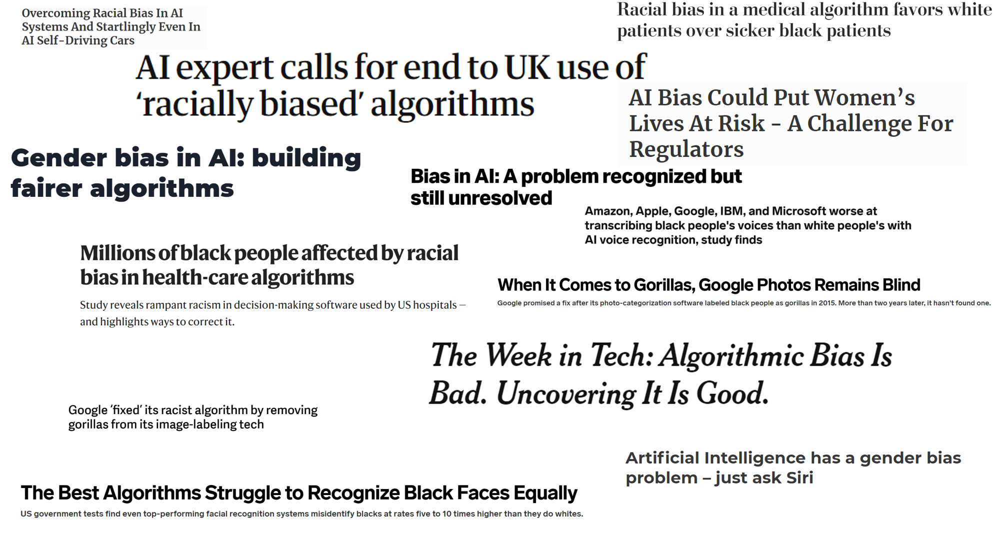 Overcoming Racial Bias In AI
Systems And Startlingly Even In
AI Self-Driving Cars
Racial bias in a medical algorithm favors white
patients over sicker black patients
AI expert calls for end to UK use of
‘racially biased’ algorithms
AI Bias Could Put Women’s
Lives At Risk - A Challenge For
Regulators
Gender bias in AI: building
fairer algorithms
Bias in AI: A problem recognized but
still unresolved
Amazon, Apple, Google, IBM, and Microsoft worse at
transcribing black people's voices than white people's with
AI voice recognition, study finds
Millions of black people affected by racial
bias in health-care algorithms
Study reveals rampant racism in decision-making software used by US hospitals —
and highlights ways to correct it.
When It Comes to Gorillas, Google Photos Remains Blind
Google promised a fix after its photo-categorization software labeled black people as gorillas in 2015. More than two years later, it hasn't found one.
The Week in Tech: Algorithmic Bias Is
Bad. Uncovering It Is Good.
Google ‘fixed’ its racist algorithm by removing
gorillas from its image-labeling tech
Artificial Intelligence has a gender bias
problem – just ask Siri
The Best Algorithms Struggle to Recognize Black Faces Equally
US government tests find even top-performing facial recognition systems misidentify blacks at rates five to 10 times higher than they do whites.